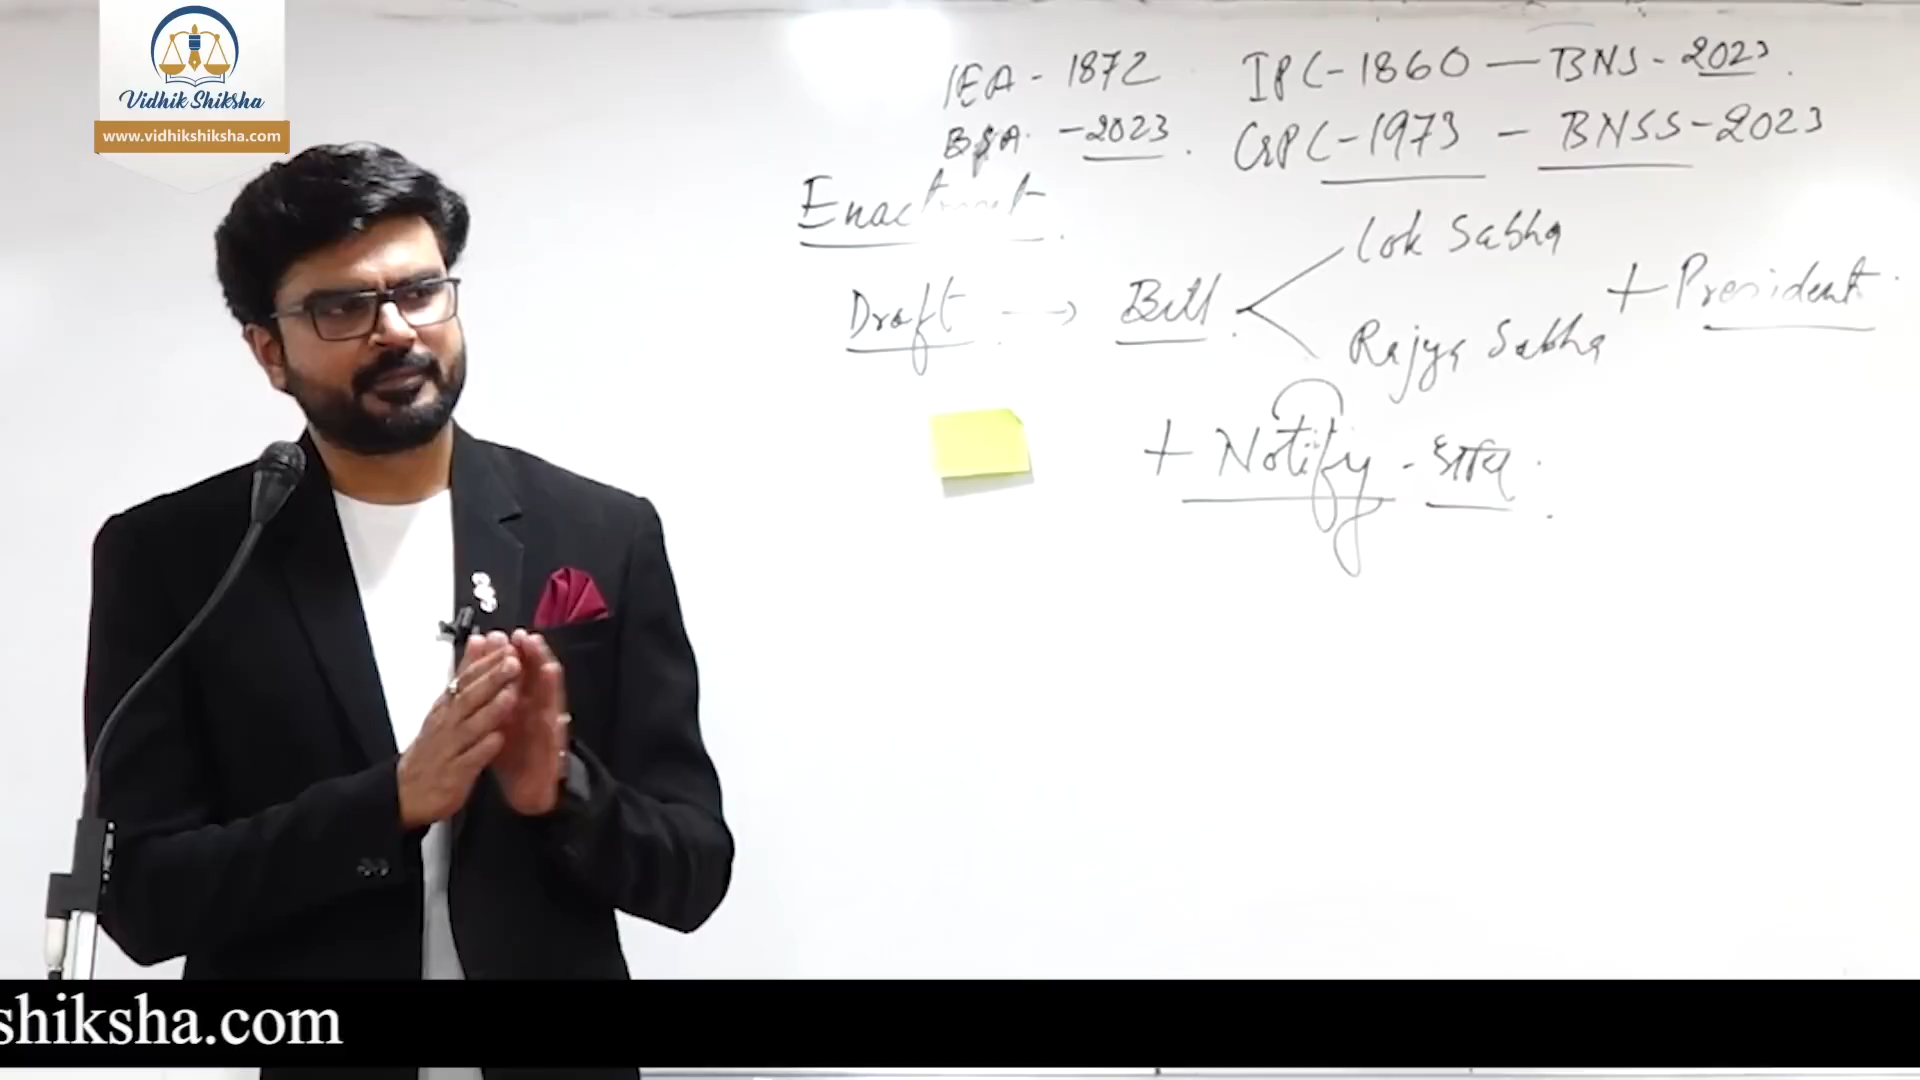 Vidhik Shiksha
www.vidhikshiksha.com
IEA - 1872 IPC-1860 — BNS - 2023.
BSA. - 2023. CrPC-1973 - BNSS-2023
Enactment.
Lok Sabha
Draft → Bill. + President.
Rajya Sabha
+ Notify -
shiksha.com